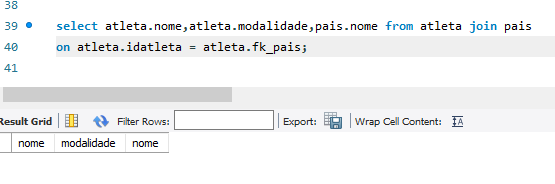 38
39 select atleta.nome,atleta.modalidade,pais.nome from atleta join pais
40 on atleta.idatleta = atleta.fk_pais;
41
Result Grid Filter Rows: Export: Wrap Cell Content:
nome modalidade nome